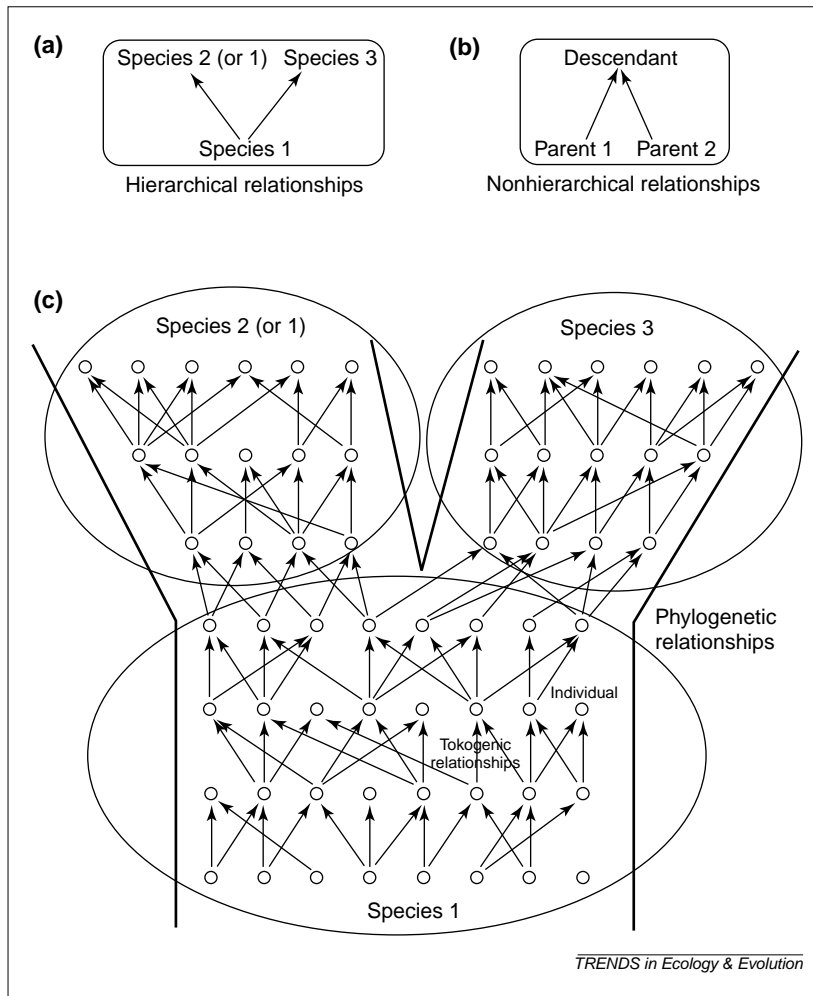 (a)
Species 2 (or 1) Species 3
Species 1
Hierarchical relationships
(b)
Descendant
Parent 1 Parent 2
Nonhierarchical relationships
(c)
Species 2 (or 1)
Species 3
Phylogenetic
relationships
Individual
Tokogenic
relationships
Species 1
TRENDS in Ecology & Evolution